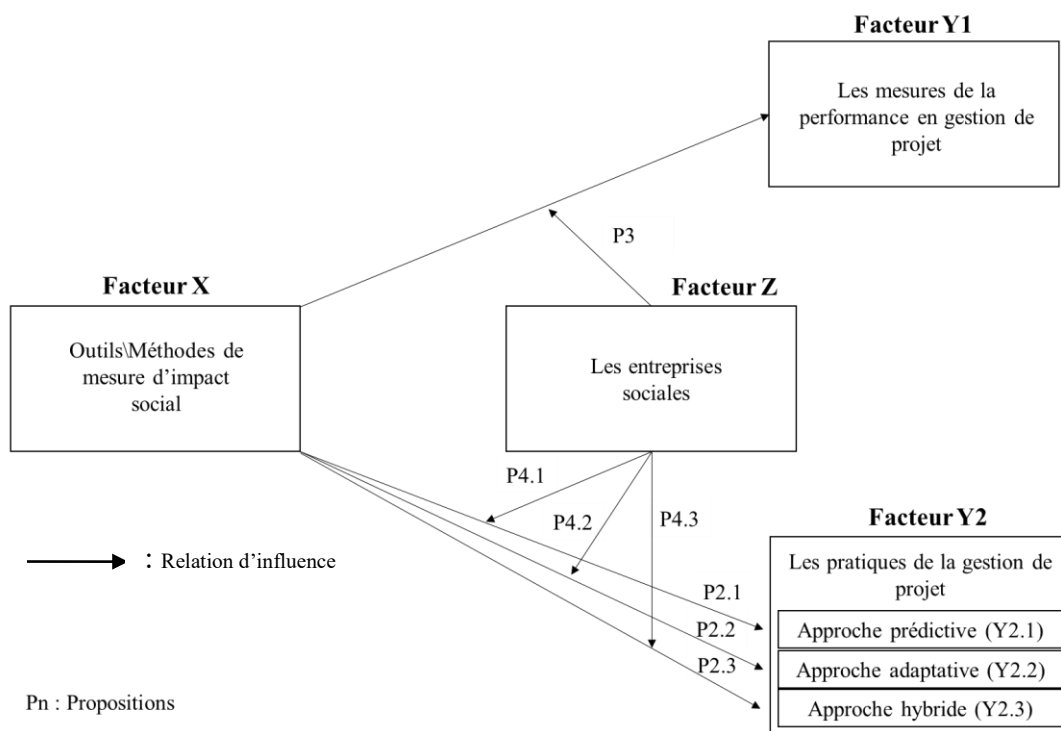 Facteur Y1
Les mesures de la
performance en gestion de
projet
P3
Facteur X
Facteur Z
Outils\Méthodes de
mesure d’impact
social
Les entreprises
sociales
P4.1
P4.2
P4.3
Facteur Y2
: Relation d’influence
Les pratiques de la gestion de
projet
P2.1
Approche prédictive (Y2.1)
P2.2
Approche adaptative (Y2.2)
P2.3
Approche hybride (Y2.3)
Pn : Propositions